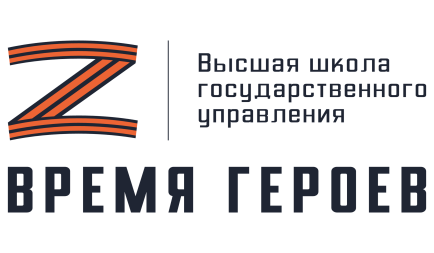 Z
Высшая школа
государственного
управления
ВРЕМЯ ГЕРОЕВ